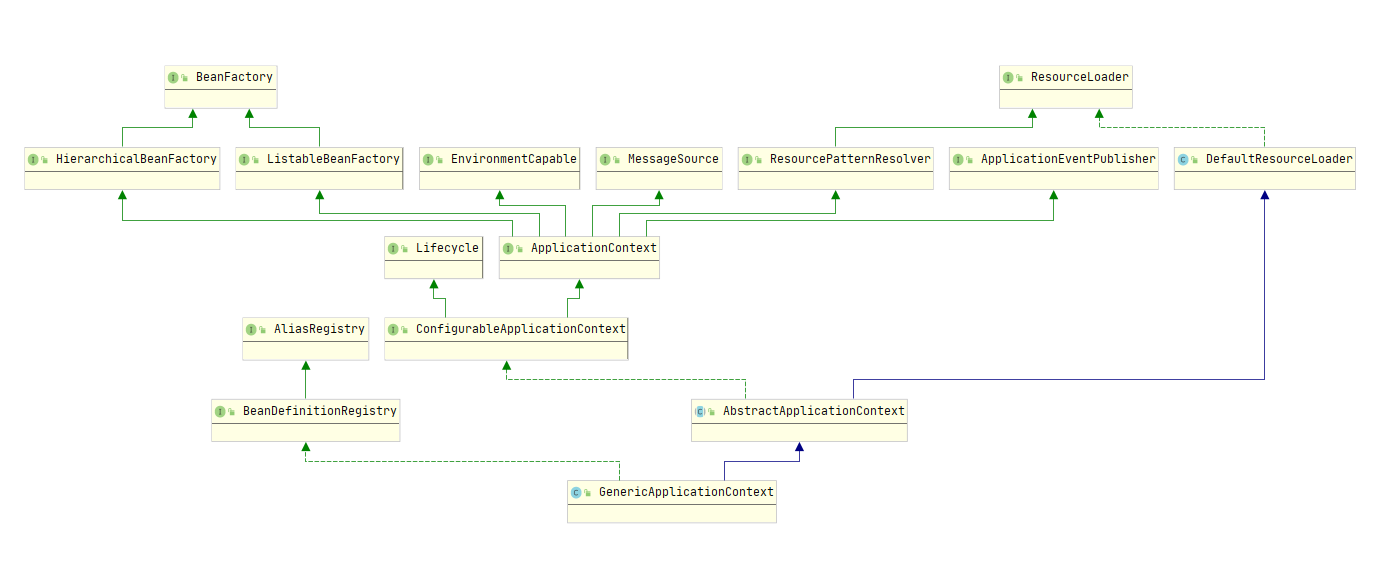 BeanFactory
ResourceLoader
HierarchicalBeanFactory
ListableBeanFactory
EnvironmentCapable
MessageSource
ResourcePatternResolver
ApplicationEventPublisher
DefaultResourceLoader
Lifecycle
ApplicationContext
AliasRegistry
ConfigurableApplicationContext
BeanDefinitionRegistry
AbstractApplicationContext
GenericApplicationContext